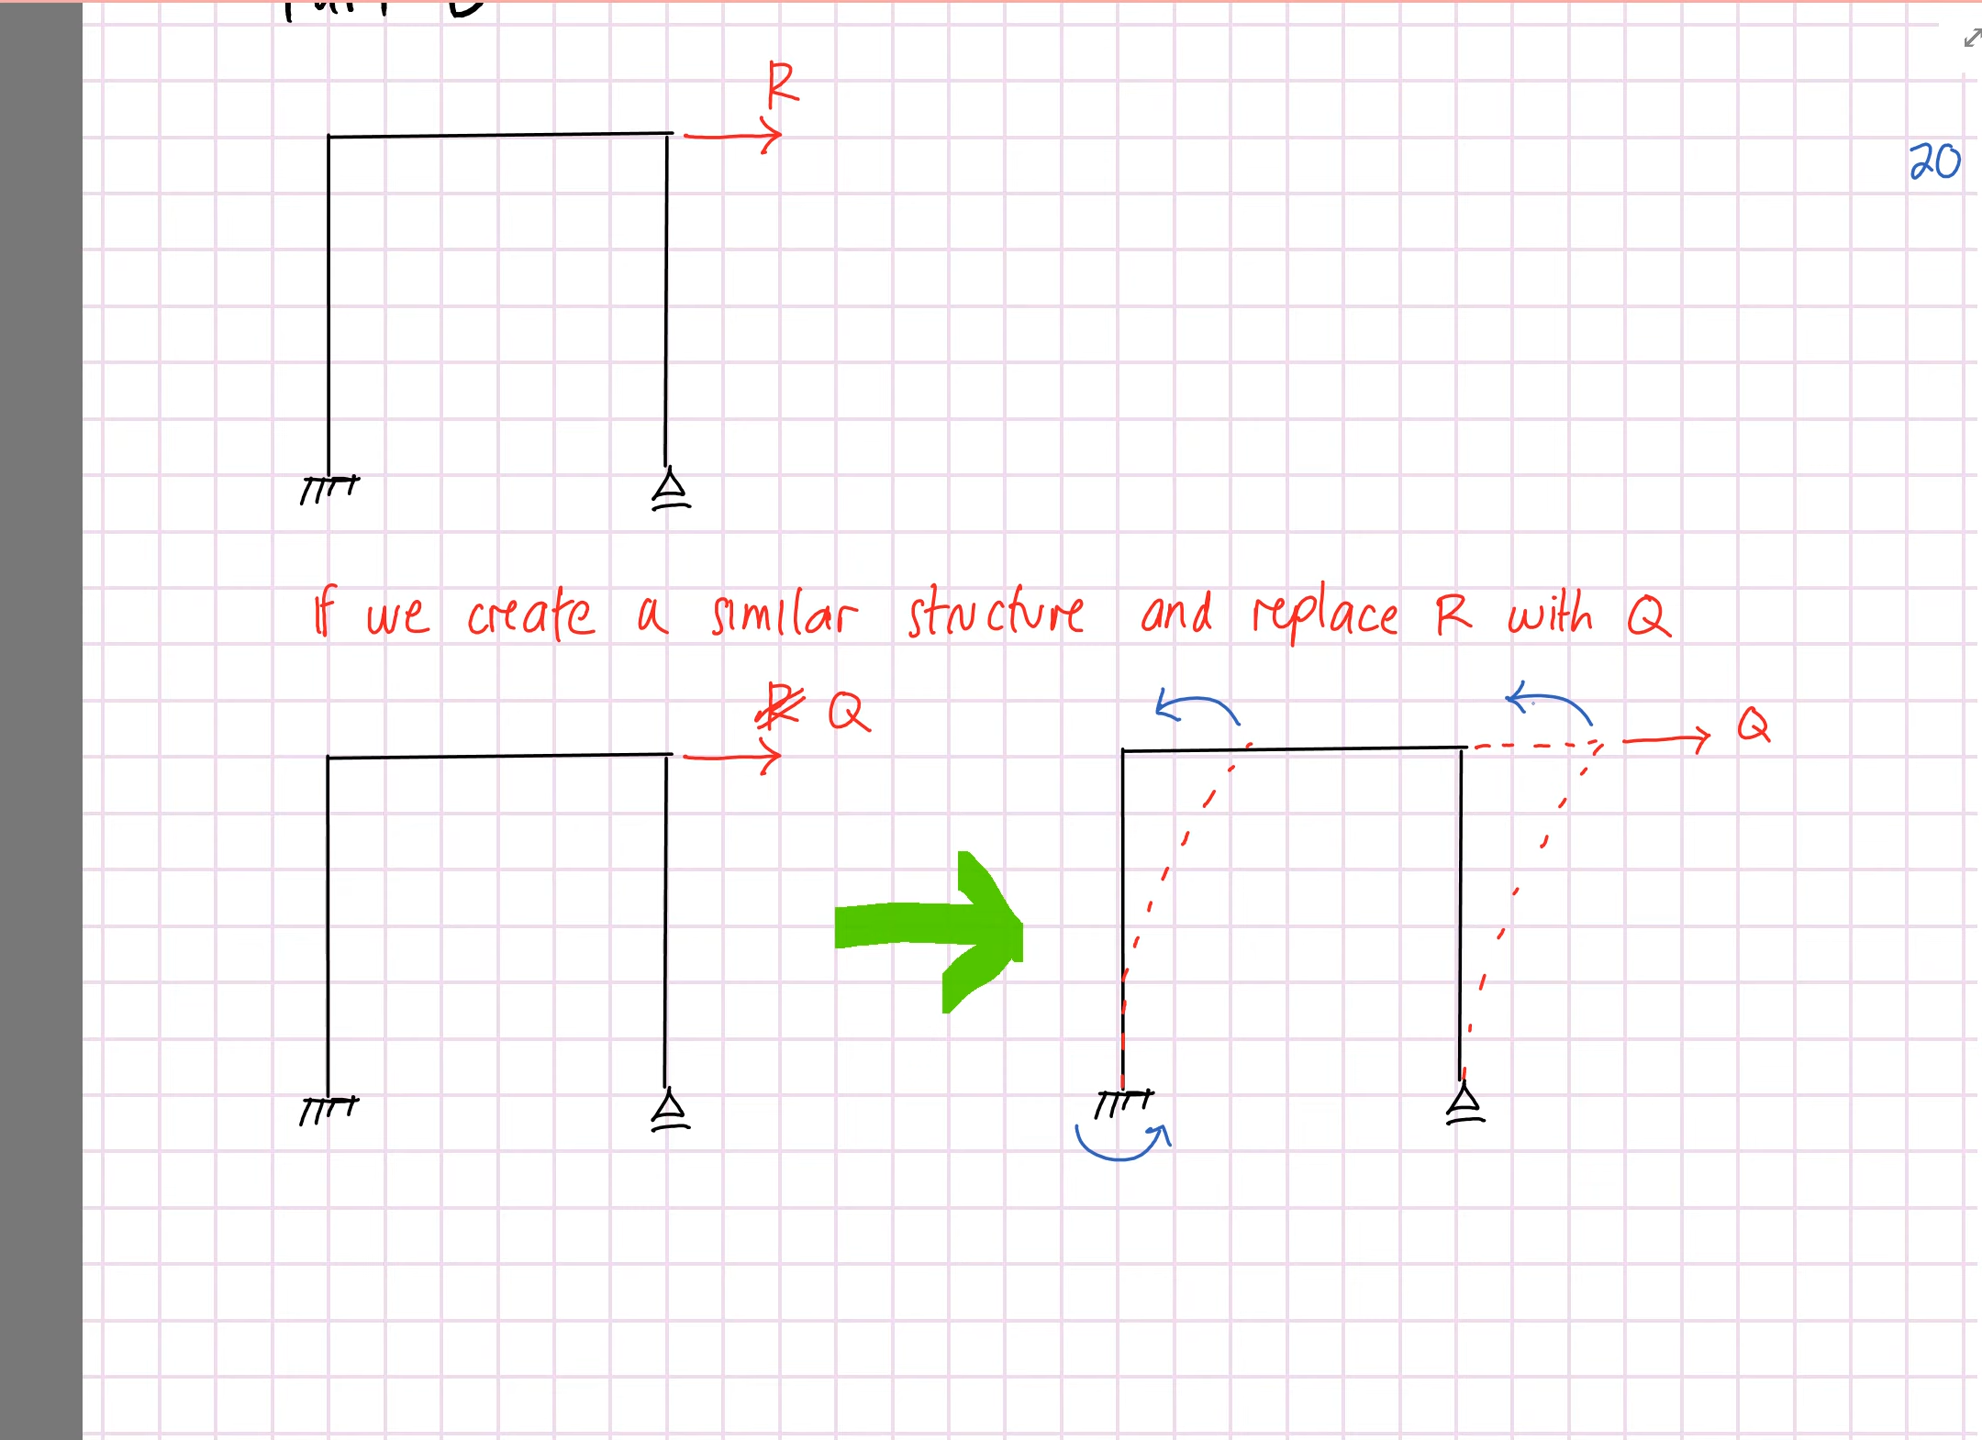 R
20
If we create a similar structure and replace R with Q
R Q
Q